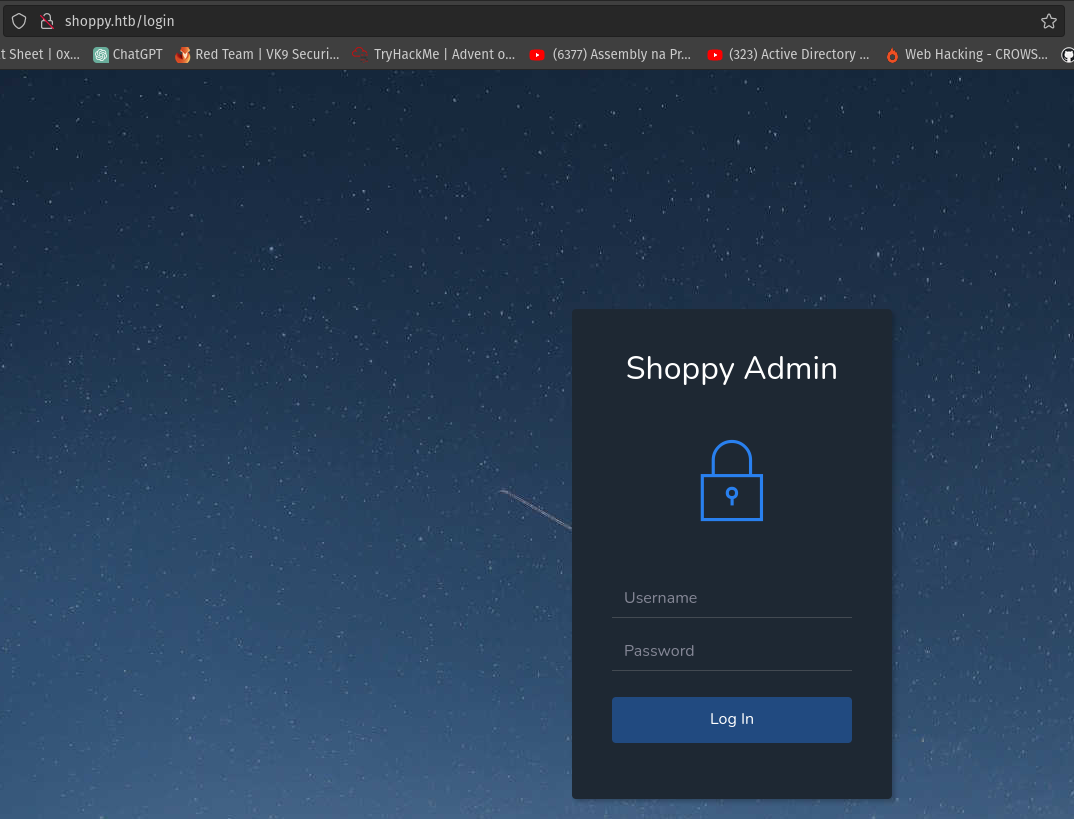 shoppy.htb/login
t Sheet | 0x... ChatGPT Red Team | VK9 Securi... TryHackMe | Advent o... (6377) Assembly na Pr... (323) Active Directory ... Web Hacking - CROWS...
Shoppy Admin
Username
Password
Log In